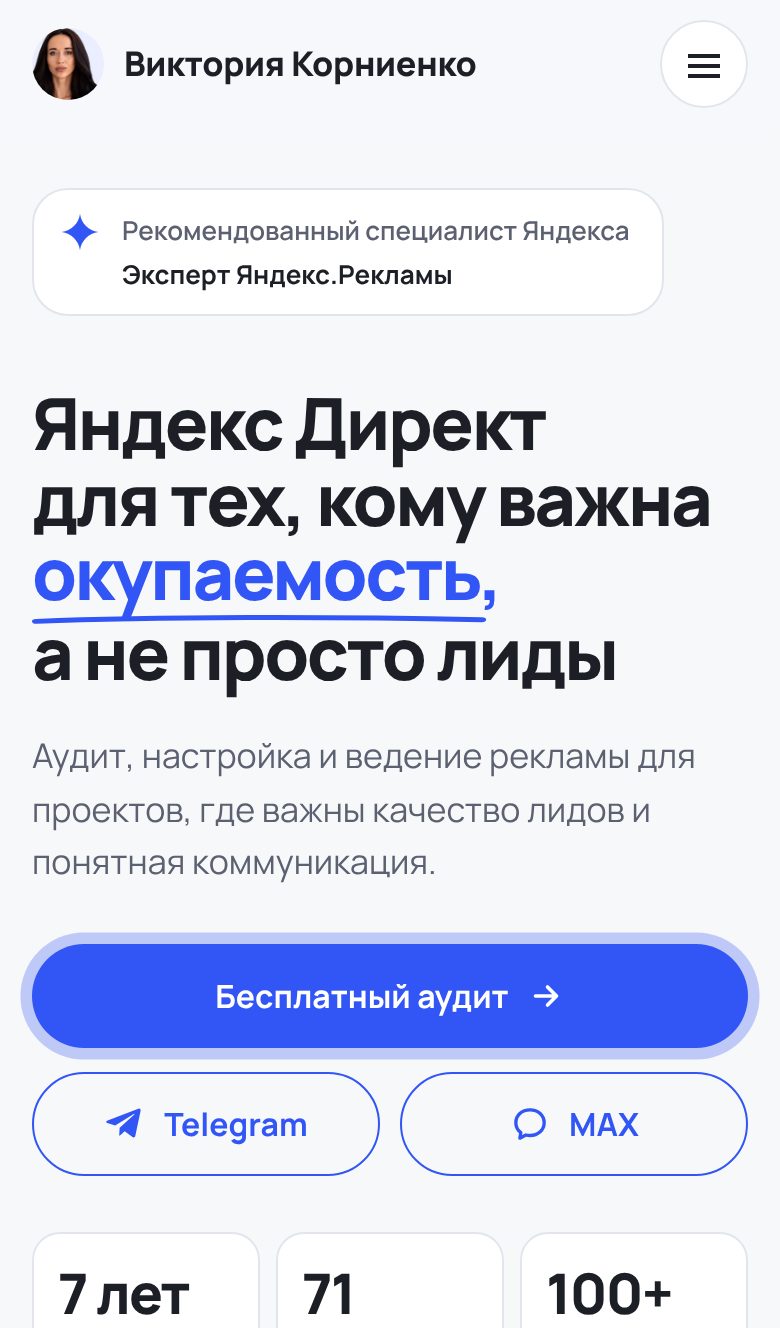 Виктория Корниенко
Рекомендованный специалист Яндекса
Эксперт Яндекс.Рекламы
Яндекс Директ
для тех, кому важна
окупаемость,
а не просто лиды
Аудит, настройка и ведение рекламы для
проектов, где важны качество лидов и
понятная коммуникация.
Бесплатный аудит →
Telegram
MAX
7 лет
71
100+